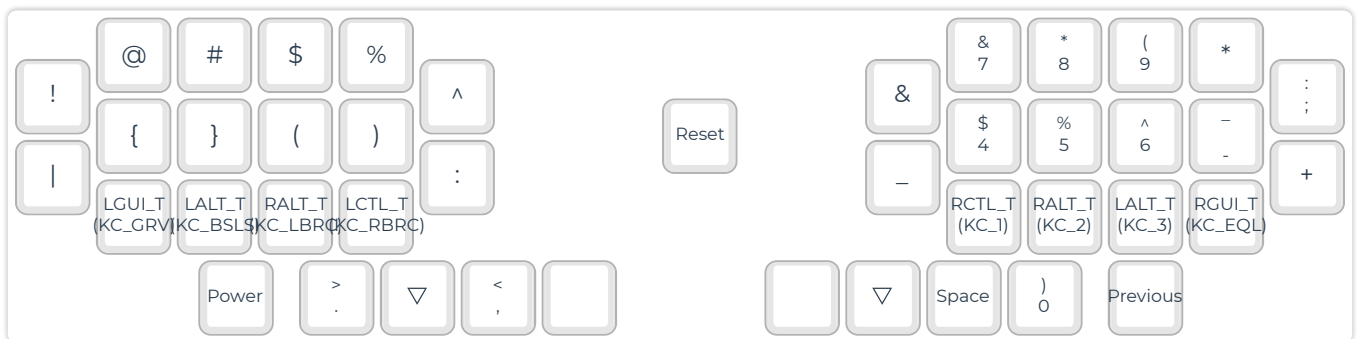 @ # $ % & * ( *
7 8 9
! ^ & :
;
{ } ( ) Reset $ % ^ _
4 5 6 -
| : _ +
LGUI_T LALT_T RALT_T LCTL_T RCTL_T RALT_T LALT_T RGUI_T
(KC_GRV) (KC_BSLS) (KC_LBRC) (KC_RBRC) (KC_1) (KC_2) (KC_3) (KC_EQL)
Power > ▽ < ▽ Space ) Previous
. , 0